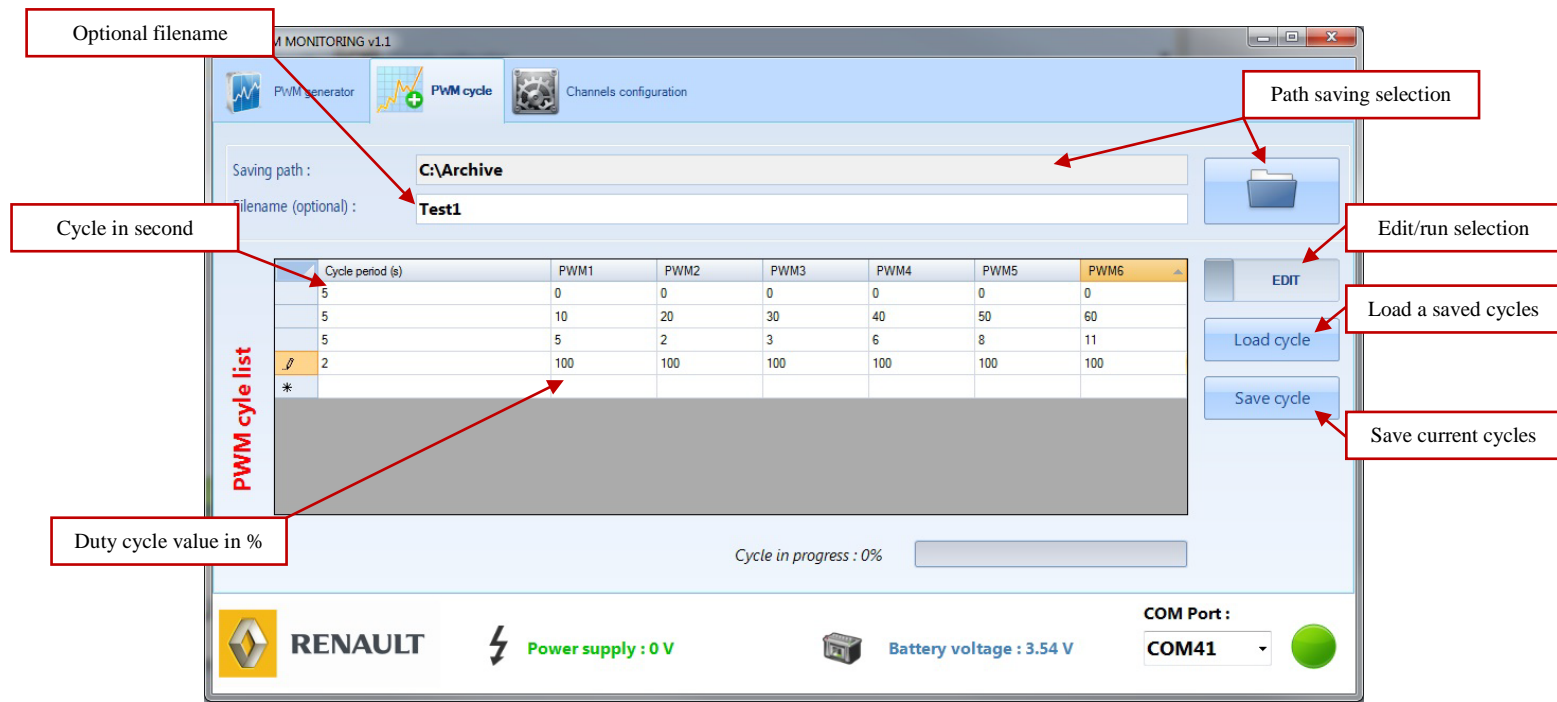 Optional filename
M MONITORING v1.1
PWM generator
PWM cycle
Channels configuration
Path saving selection
Saving path :
C:\Archive
Filename (optional) :
Test1
Cycle in second
Edit/run selection
Cycle period (s) PWM1 PWM2 PWM3 PWM4 PWM5 PWM6
5 0 0 0 0 0 0
5 10 20 30 40 50 60
5 5 2 3 6 8 11
2 100 100 100 100 100 100
*
EDIT
Load a saved cycles
Load cycle
Save cycle
Save current cycles
PWM cyle list
Duty cycle value in %
Cycle in progress : 0%
RENAULT
Power supply : 0 V
Battery voltage : 3.54 V
COM Port :
COM41